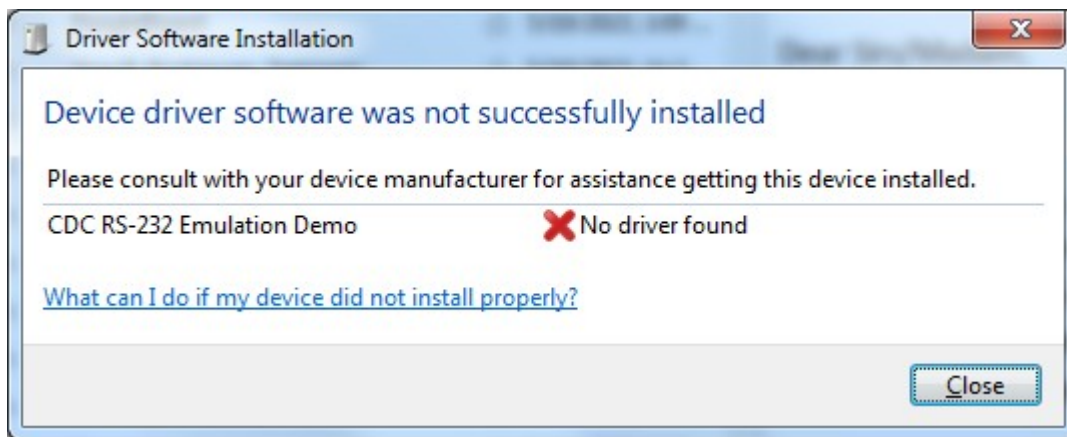 Driver Software Installation
Device driver software was not successfully installed
Please consult with your device manufacturer for assistance getting this device installed.
CDC RS-232 Emulation Demo No driver found
What can I do if my device did not install properly?
Close